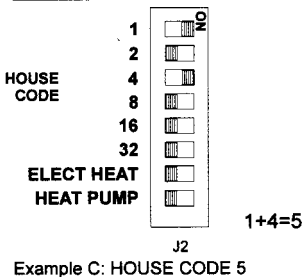 ON
1
2
HOUSE CODE
4
8
16
32
ELECT HEAT
HEAT PUMP
1+4=5
J2
Example C: HOUSE CODE 5